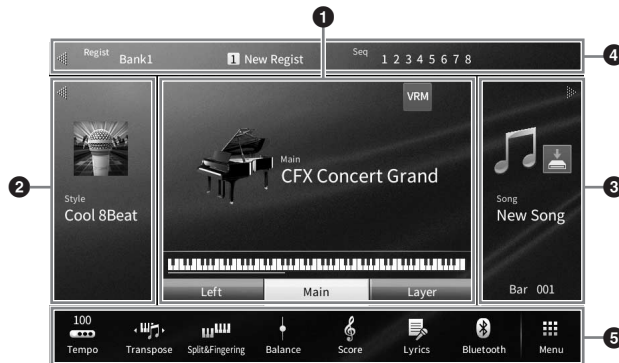 1
Regist Bank1 1 New Regist Seq 1 2 3 4 5 6 7 8
4
VRM
2
Style
Cool 8Beat
Main
CFX Concert Grand
Song
New Song
3
Bar 001
Left Main Layer
100
Tempo Transpose Split&Fingering Balance Score Lyrics Bluetooth Menu
5